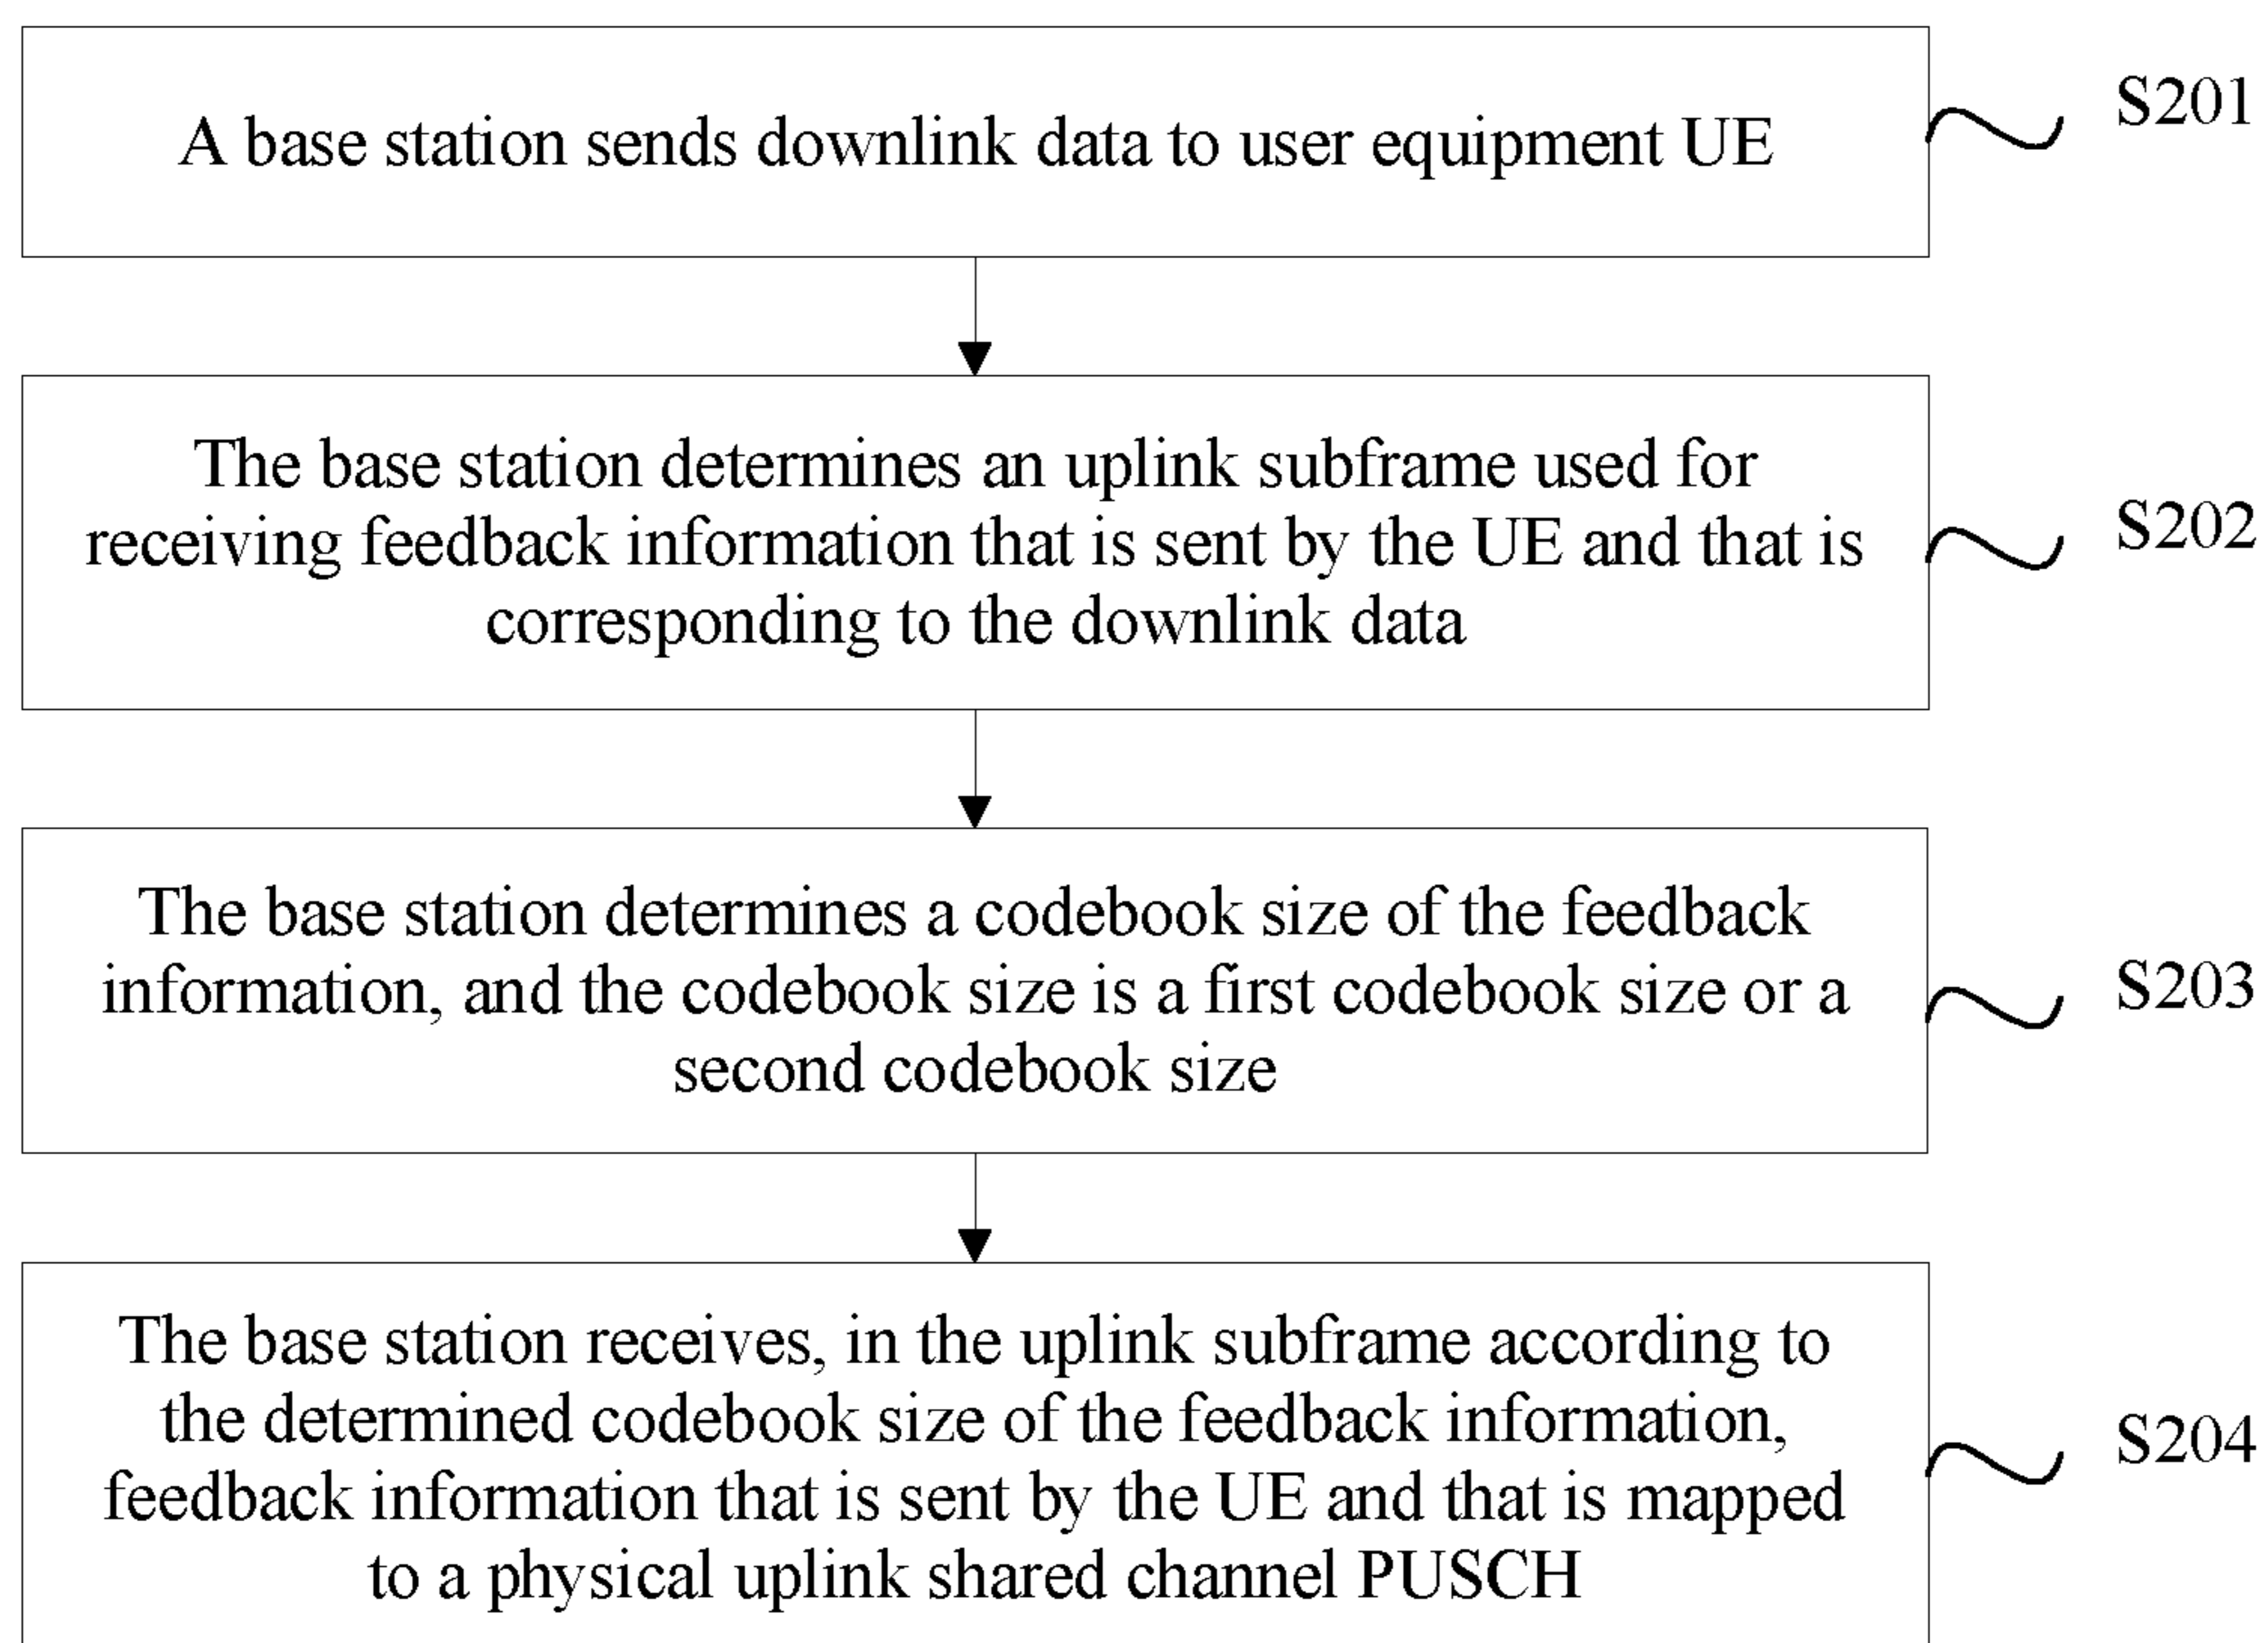 A base station sends downlink data to user equipment UE
S201
The base station determines an uplink subframe used for
receiving feedback information that is sent by the UE and that is
corresponding to the downlink data
S202
The base station determines a codebook size of the feedback
information, and the codebook size is a first codebook size or a
second codebook size
S203
The base station receives, in the uplink subframe according to
the determined codebook size of the feedback information,
feedback information that is sent by the UE and that is mapped
to a physical uplink shared channel PUSCH
S204